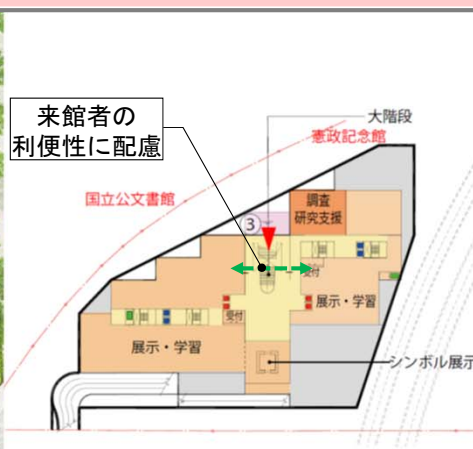 来館者の
利便性に配慮
大階段
憲政記念館
国立公文書館
調査
研究支援
③
受付
展示・学習
受付
展示・学習
シンボル展示